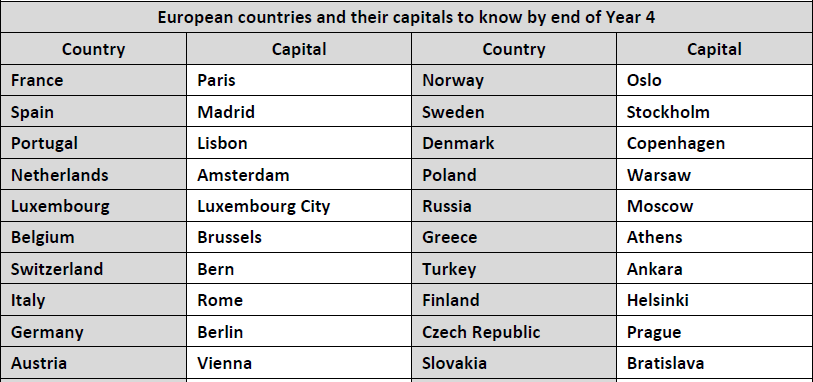 European countries and their capitals to know by end of Year 4
Country Capital Country Capital
France Paris Norway Oslo
Spain Madrid Sweden Stockholm
Portugal Lisbon Denmark Copenhagen
Netherlands Amsterdam Poland Warsaw
Luxembourg Luxembourg City Russia Moscow
Belgium Brussels Greece Athens
Switzerland Bern Turkey Ankara
Italy Rome Finland Helsinki
Germany Berlin Czech Republic Prague
Austria Vienna Slovakia Bratislava